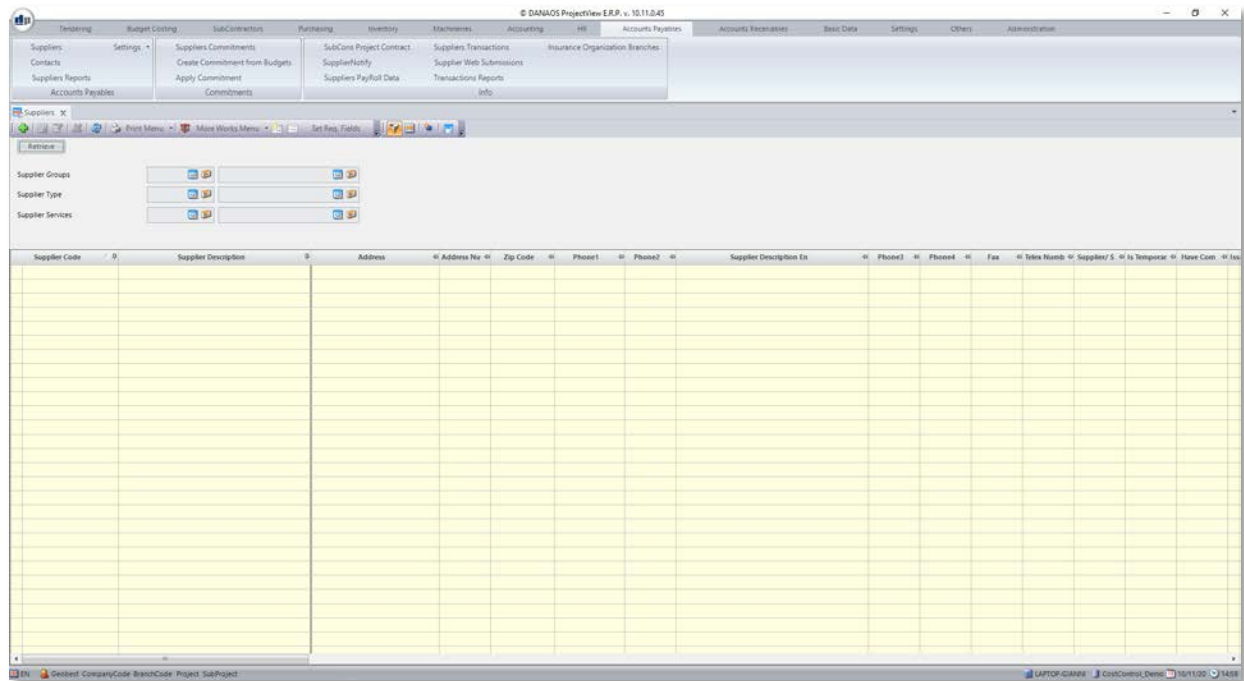 © DANAOS ProjectView E.R.P. v. 10.11.0.45
Tendering Budget Costing SubContractors Purchasing Inventory Machineries Accounting HR Accounts Payables Accounts Receivables Basic Data Settings Others Administration
Suppliers Settings Suppliers Commitments SubCons Project Contract Suppliers Transactions Insurance Organization Branches
Contacts Create Commitment from Budgets SupplierNotify Supplier Web Submissions
Suppliers Reports Apply Commitment Suppliers PayRoll Data Transactions Reports
Accounts Payables Commitments Info
Suppliers
Print Menu More Works Menu Set Req. Fields
Retrieve
Supplier Groups
Supplier Type
Supplier Services
Supplier Code Supplier Description Address Address Nu Zip Code Phone1 Phone2 Supplier Description En Phone3 Phone4 Fax Telex Numb Supplier/ S Is Temporar Have Com Iss
EN Geobest CompanyCode BranchCode Project SubProject LAPTOP-GIANNI CostControl_Demo 10/11/20 14:59